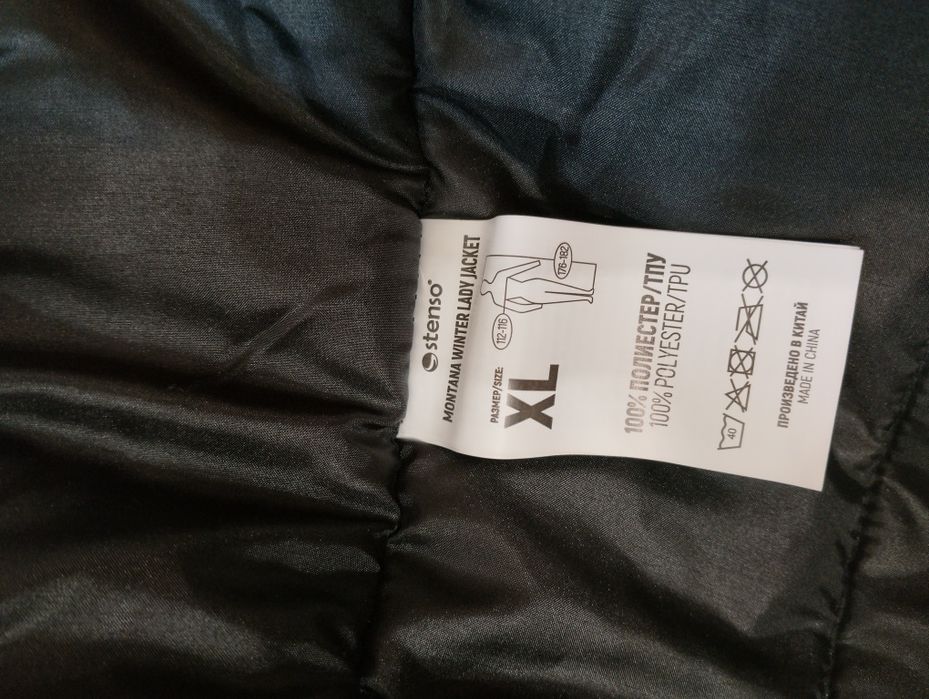 stenso
MONTANA WINTER LADY JACKET
РАЗМЕР/SIZE:
XL
112-116
176-182
100% ПОЛИЕСТЕР/ТПУ
100% POLYESTER/TPU
40
ПРОИЗВЕДЕНО В КИТАЙ
MADE IN CHINA